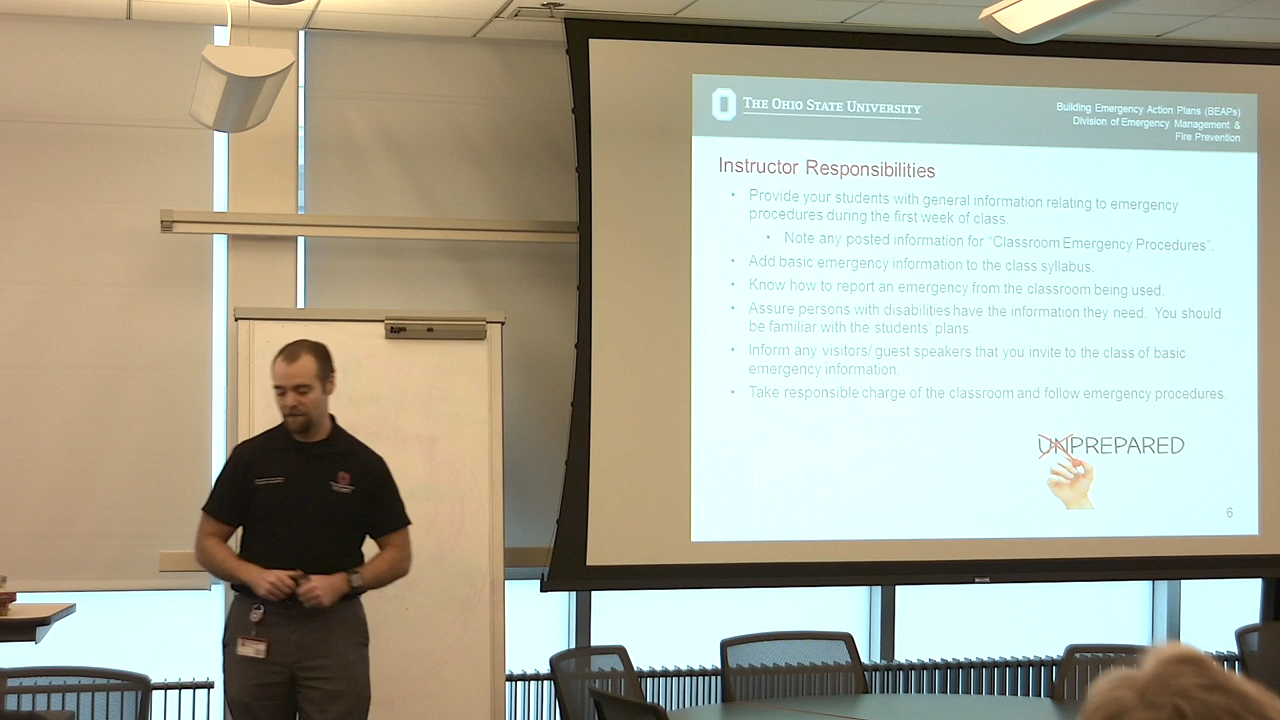 THE OHIO STATE UNIVERSITY
Building Emergency Action Plans (BEAPs)
Division of Emergency Management &
Fire Prevention
Instructor Responsibilities
• Provide your students with general information relating to emergency
procedures during the first week of class.
• Note any posted information for “Classroom Emergency Procedures”.
• Add basic emergency information to the class syllabus.
• Know how to report an emergency from the classroom being used.
• Assure persons with disabilities have the information they need. You should
be familiar with the students’ plans.
• Inform any visitors/ guest speakers that you invite to the class of basic
emergency information.
• Take responsible charge of the classroom and follow emergency procedures.
UNPREPARED
6